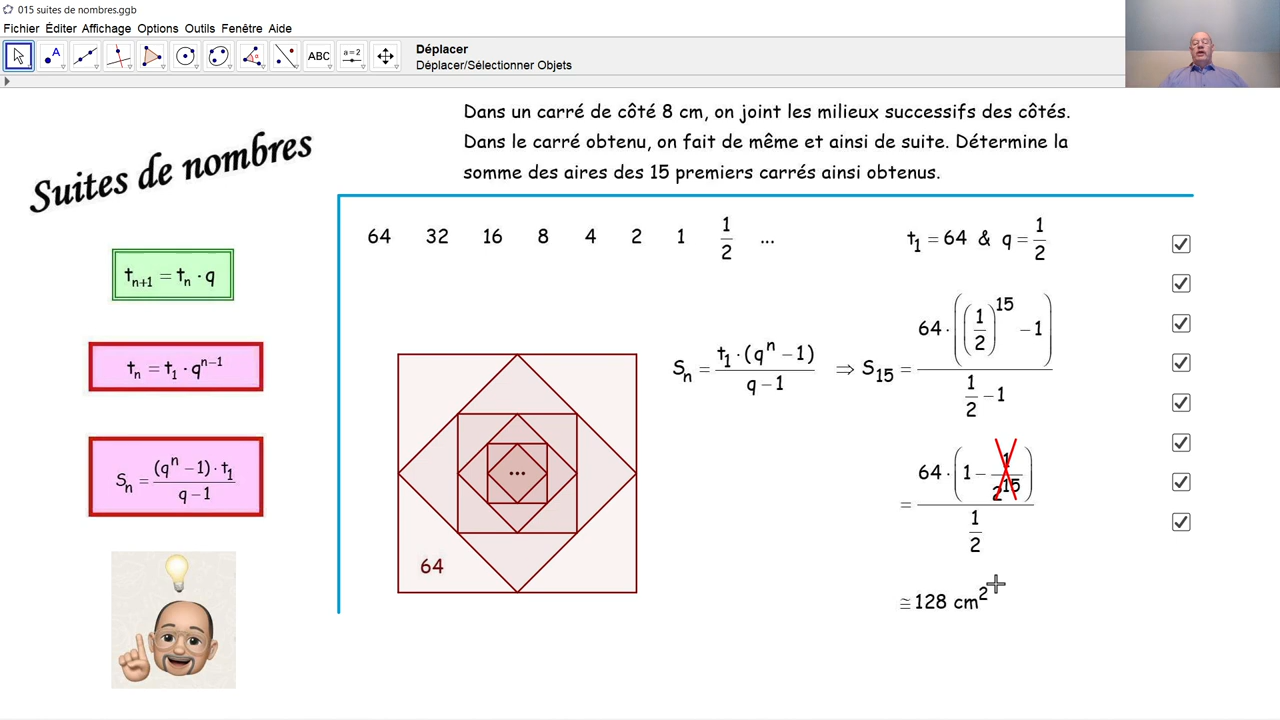 015 suites de nombres.ggb
Fichier Éditer Affichage Options Outils Fenêtre Aide
A ABC a=2 Déplacer
Déplacer/Sélectionner Objets
Dans un carré de côté 8 cm, on joint les milieux successifs des côtés.
Dans le carré obtenu, on fait de même et ainsi de suite. Détermine la
somme des aires des 15 premiers carrés ainsi obtenus.
Suites de nombres
64 32 16 8 4 2 1 1/2 ...
t₁ = 64 & q = 1/2
tₙ₊₁ = tₙ · q
tₙ = t₁ · qⁿ⁻¹
Sₙ = (qⁿ − 1) · t₁ / q − 1
Sₙ = t₁ · (qⁿ − 1) / q − 1 ⇒ S₁₅ = 64 · ((1/2)¹⁵ − 1) / 1/2 − 1
= 64 · (1 − 1/2¹⁵) / 1/2
≅ 128 cm²
...
64